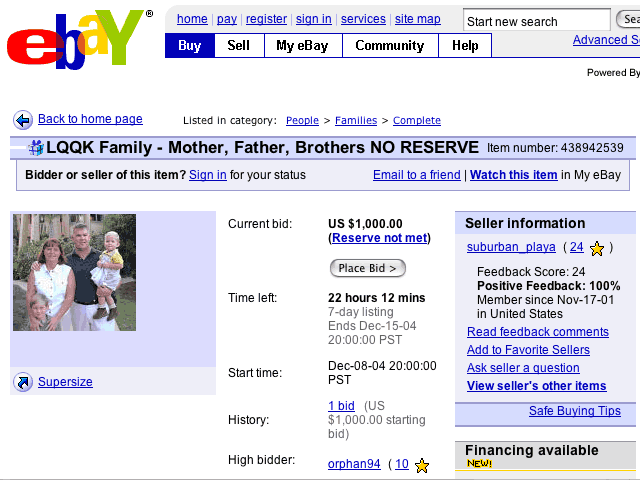 ebaY®
home | pay | register | sign in | services | site map
Start new search
Buy Sell My eBay Community Help
Advanced
Powered By
Back to home page
Listed in category: People > Families > Complete
LQQK Family - Mother, Father, Brothers NO RESERVE Item number: 438942539
Bidder or seller of this item? Sign in for your status
Email to a friend | Watch this item in My eBay
Current bid: US $1,000.00
(Reserve not met)
Place Bid >
Time left: 22 hours 12 mins
7-day listing
Ends Dec-15-04
20:00:00 PST
Supersize
Start time: Dec-08-04 20:00:00
PST
History: 1 bid (US
$1,000.00 starting
bid)
High bidder: orphan94 ( 10
Seller information
suburban_playa ( 24 )
Feedback Score: 24
Positive Feedback: 100%
Member since Nov-17-01
in United States
Read feedback comments
Add to Favorite Sellers
Ask seller a question
View seller's other items
Safe Buying Tips
Financing available
NEW!